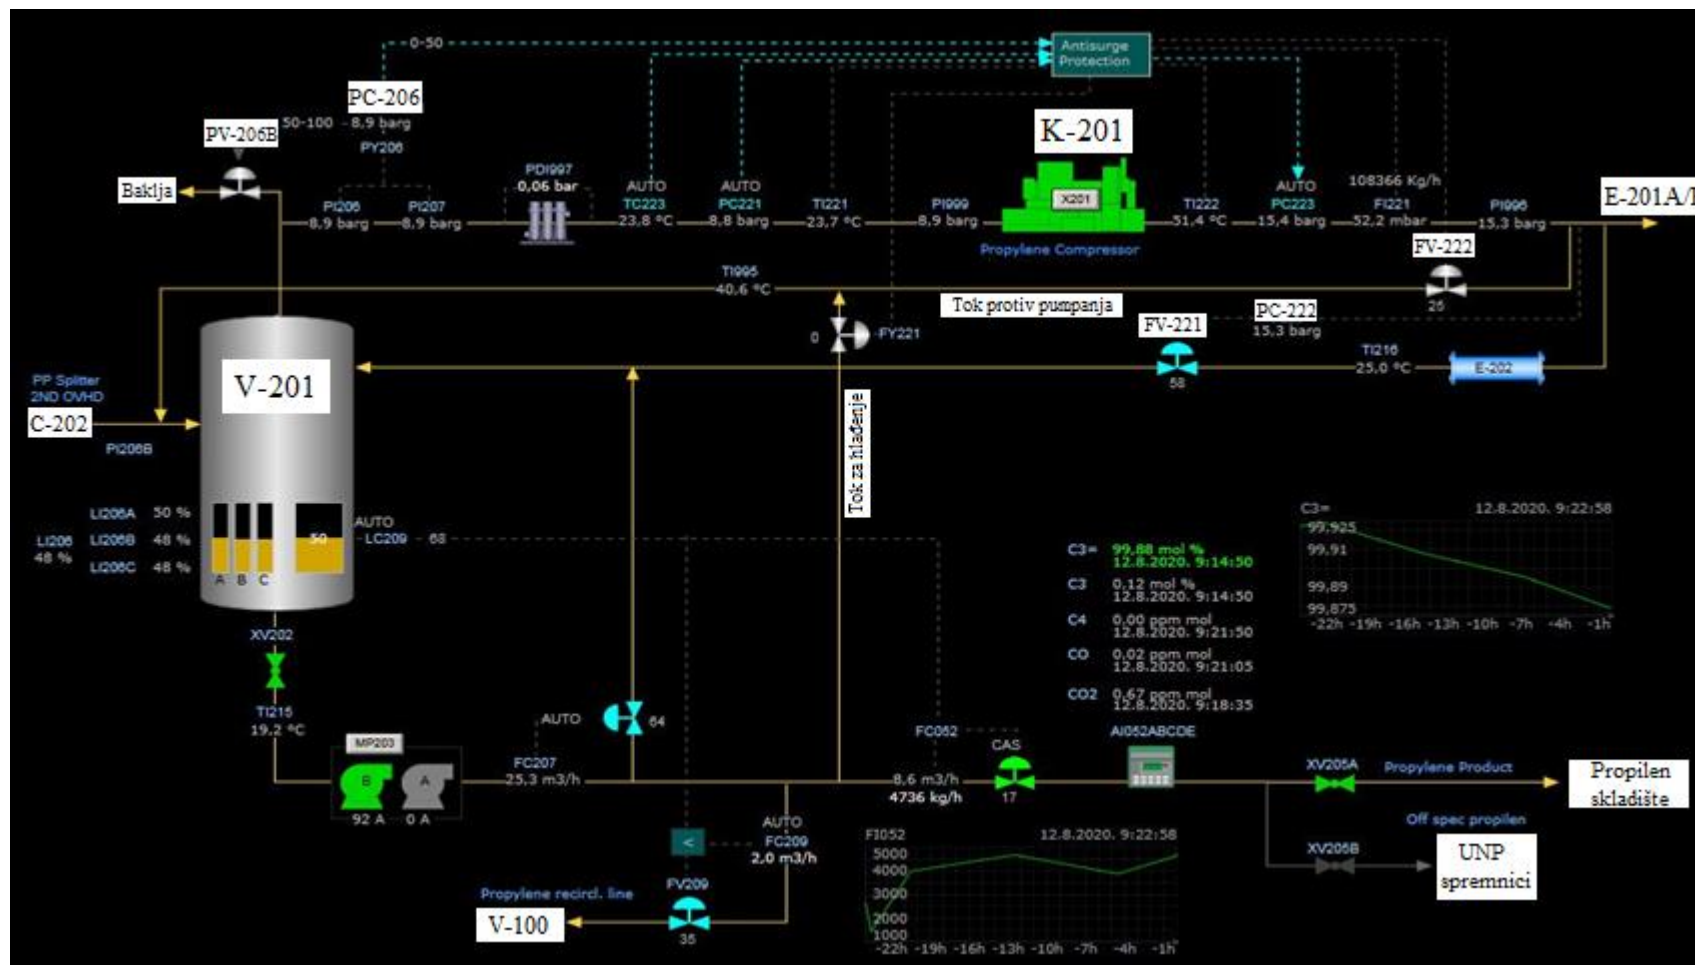 0-50
Antisurge
Protection
PC-206
50-100
8,9 barg
PV-206B
PY206
K-201
Baklja
PDI997
0,06 bar
PI206
8,9 barg
PI207
8,9 barg
AUTO
TC223
23,8 °C
AUTO
PC221
8,8 barg
TI221
23,7 °C
PI999
8,9 barg
X201
Propylene Compressor
TI222
51,4 °C
AUTO
PC223
15,4 barg
108366 Kg/h
FI221
52,2 mbar
PI996
15,3 barg
E-201A/
FV-222
26
TI995
40,6 °C
Tok protiv pumpanja
PC-222
15,3 barg
FV-221
58
0
FY221
TI216
25,0 °C
E-202
V-201
PP Splitter
2ND OVHD
C-202
PI206B
Tok za hlađenje
LI206A 50 %
LI206 LI206B 48 %
48 %
LI206C 48 %
A B C
50
AUTO
LC209 68
C3= 99,88 mol %
12.8.2020. 9:14:50
C3 0,12 mol %
12.8.2020. 9:14:50
C4 0,00 ppm mol
12.8.2020. 9:21:50
CO 0,02 ppm mol
12.8.2020. 9:21:05
CO2 0,67 ppm mol
12.8.2020. 9:18:35
C3= 12.8.2020. 9:22:58
99,925
99,91
99,89
99,875
-22h -19h -16h -13h -10h -7h -4h -1h
XV202
TI215
19,2 °C
MP203
B A
92 A 0 A
AUTO
64
FC207
25,3 m3/h
FC052
8,6 m3/h
4736 kg/h
CAS
17
AI052ABCDE
XV205A
Propylene Product
Propilen
skladište
Off spec propilen
XV205B
UNP
spremnici
AUTO
FC209
2,0 m3/h
<
FV209
35
Propylene recircl. line
V-100
FI052 12.8.2020. 9:22:58
5000
4000
3000
2000
1000
-22h -19h -16h -13h -10h -7h -4h -1h